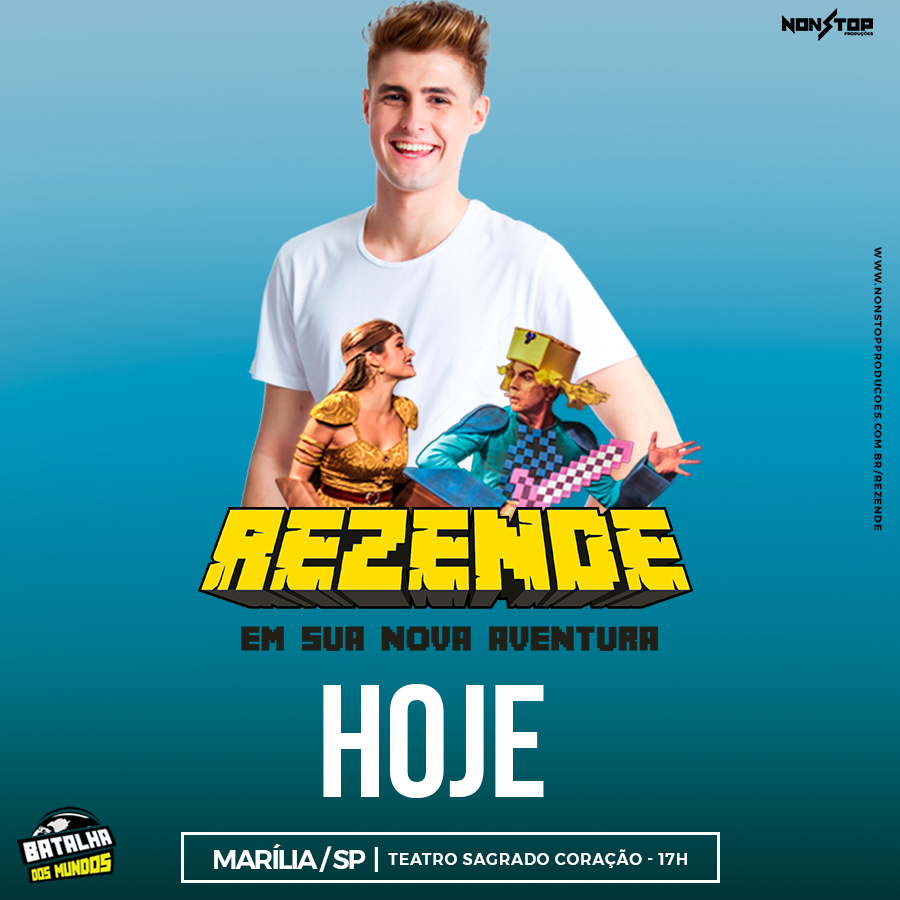 NONSTOP
PRODUÇÕES
WWW.NONSTOPPRODUCOES.COM.BR/REZENDE
REZENDE
EM SUA NOVA AVENTURA
HOJE
BATALHA
DOS MUNDOS
MARÍLIA/SP | TEATRO SAGRADO CORAÇÃO - 17H